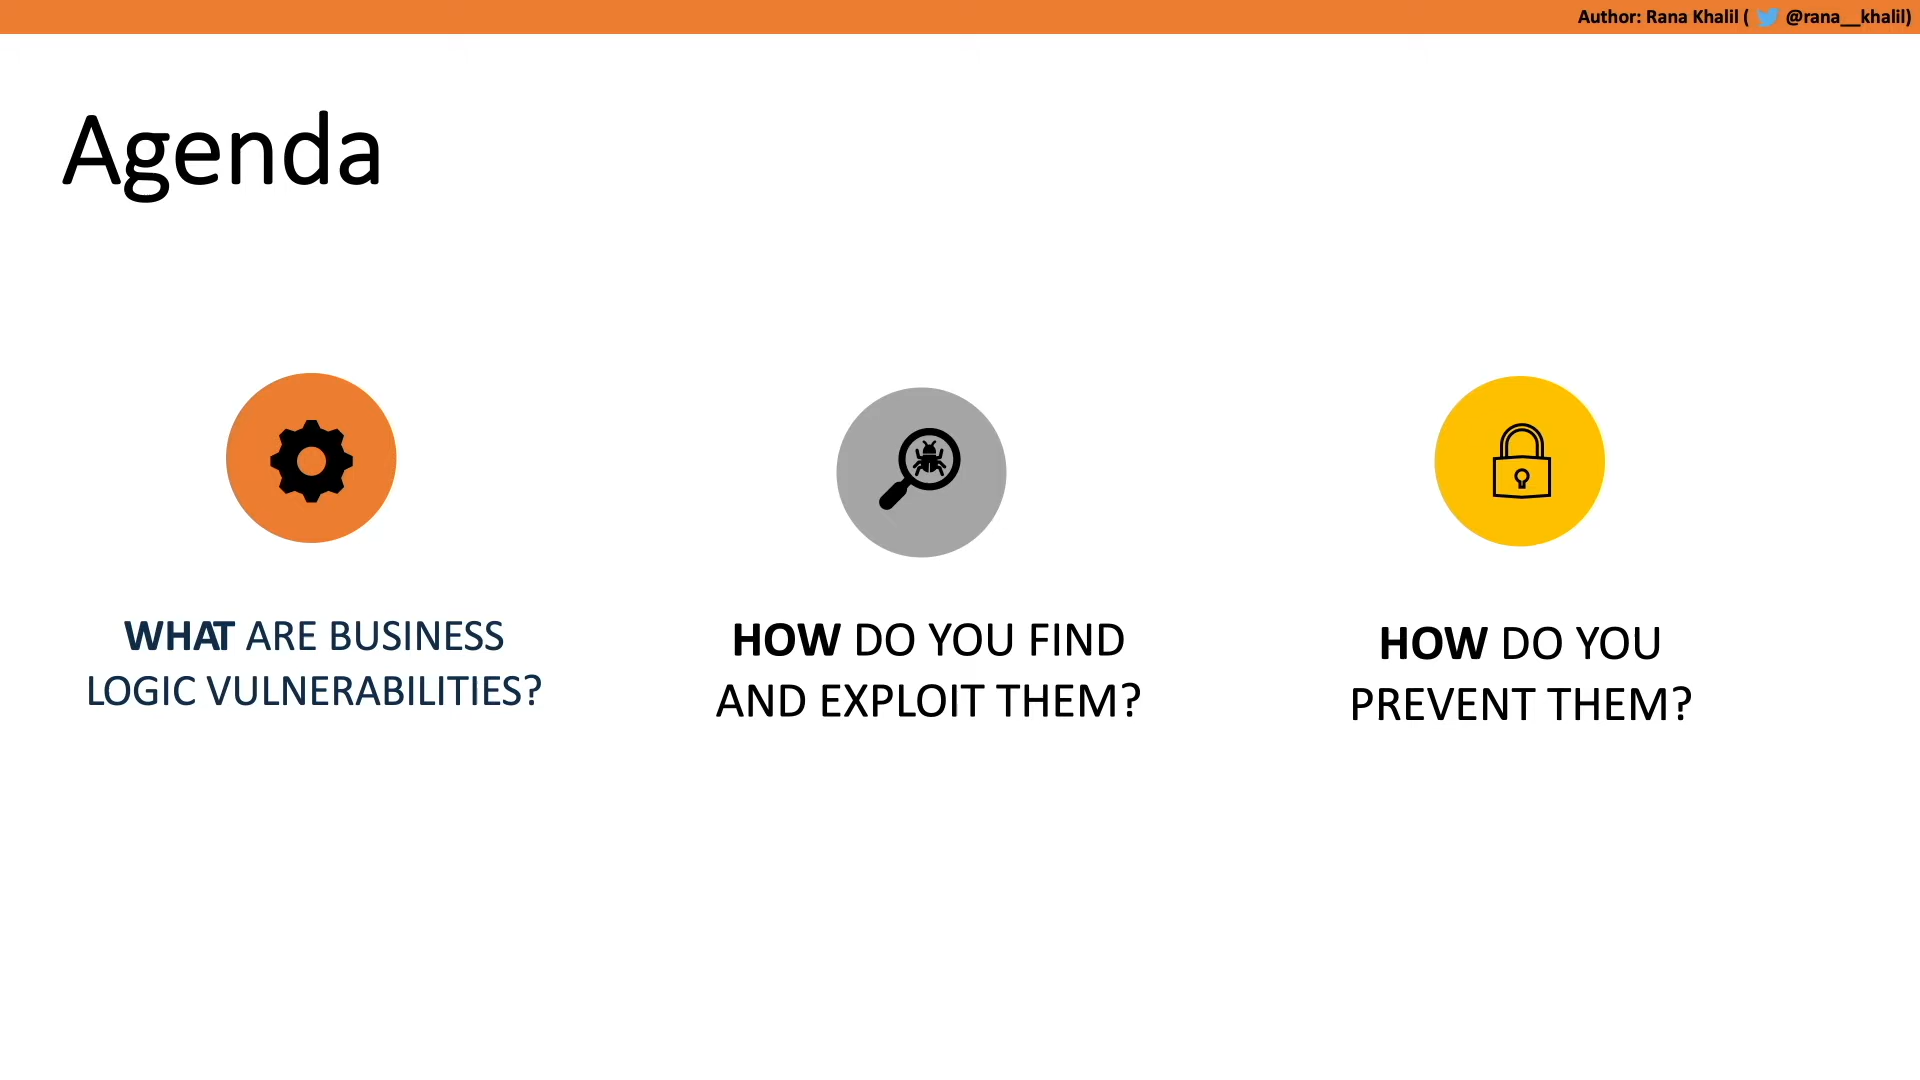 Author: Rana Khalil ( @rana__khalil)
Agenda
WHAT ARE BUSINESS
LOGIC VULNERABILITIES?
HOW DO YOU FIND
AND EXPLOIT THEM?
HOW DO YOU
PREVENT THEM?